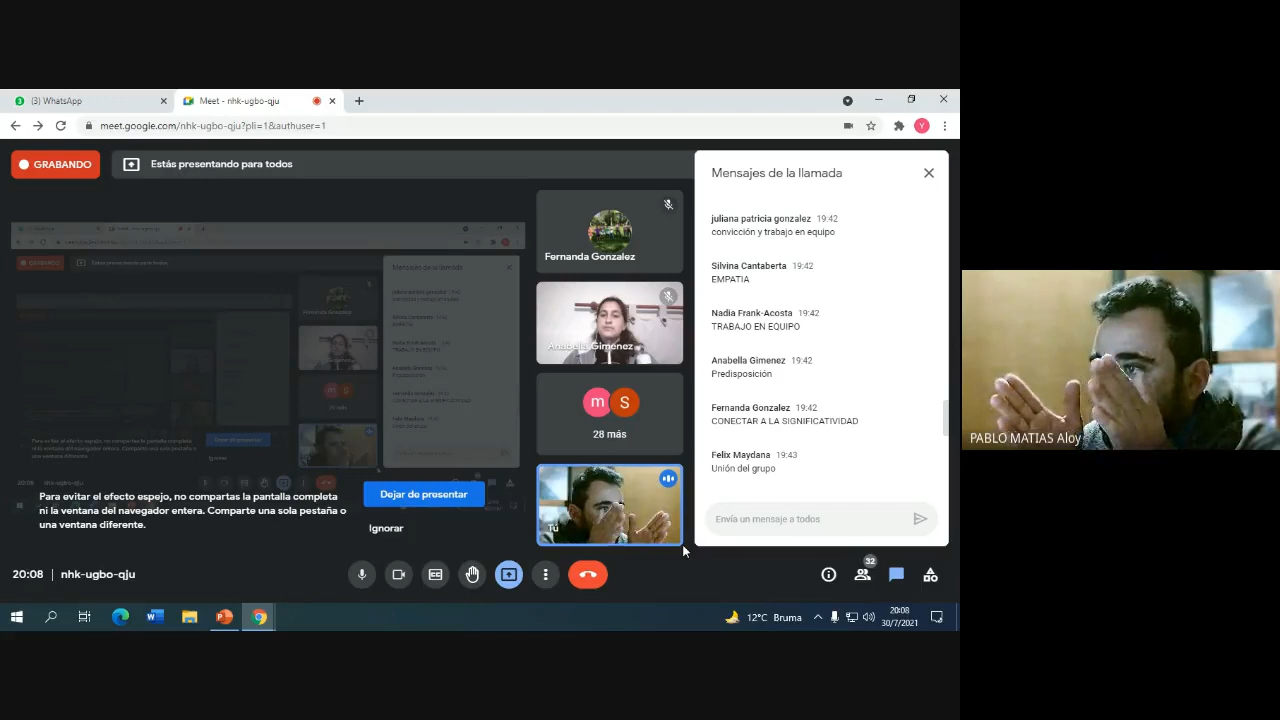 (3) WhatsApp
Meet - nhk-ugbo-qju
meet.google.com/nhk-ugbo-qju?pli=1&authuser=1
Y
GRABANDO
Estás presentando para todos
Fernanda Gonzalez
Anabella Gimenez
m S
28 más
Tú
Para evitar el efecto espejo, no compartas la pantalla completa
ni la ventana del navegador entera. Comparte una sola pestaña o
una ventana diferente.
Dejar de presentar
Ignorar
Mensajes de la llamada
juliana patricia gonzalez 19:42
convicción y trabajo en equipo
Silvina Cantaberta 19:42
EMPATIA
Nadia Frank-Acosta 19:42
TRABAJO EN EQUIPO
Anabella Gimenez 19:42
Predisposición
Fernanda Gonzalez 19:42
CONECTAR A LA SIGNIFICATIVIDAD
Felix Maydana 19:43
Unión del grupo
Envía un mensaje a todos
20:08 | nhk-ugbo-qju
32
12°C Bruma
20:08
30/7/2021
PABLO MATIAS Aloy